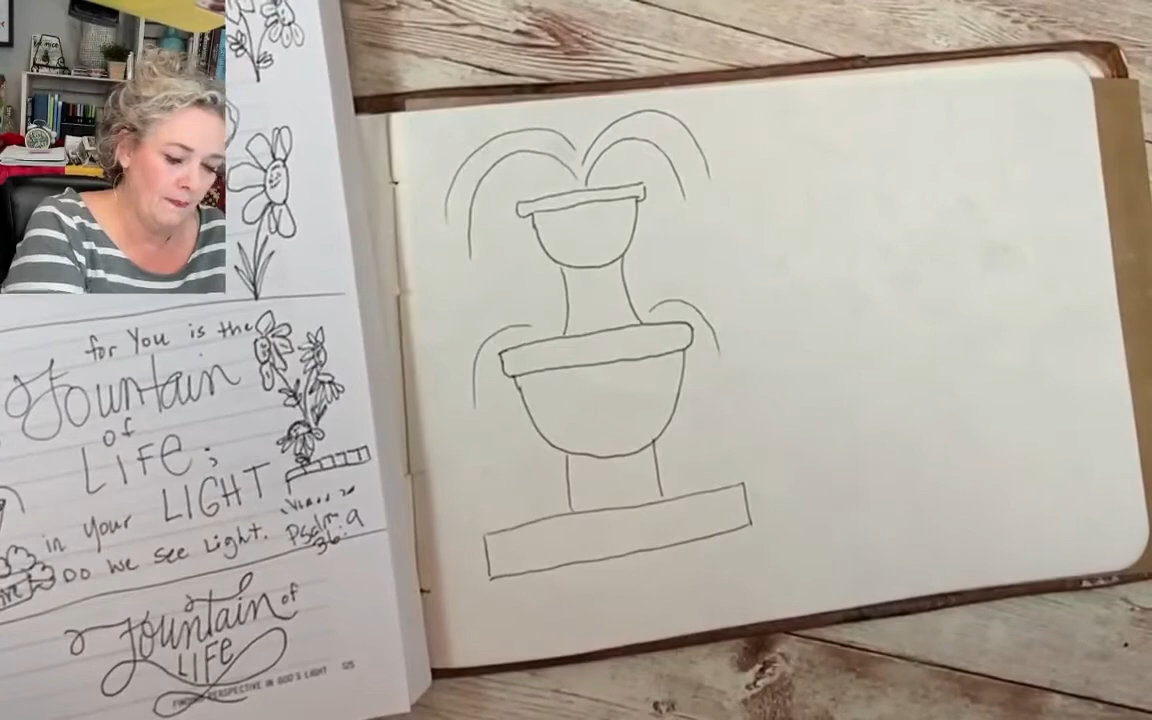 for You is the
Fountain
of
LIFe;
in your LIGHT
Do we see Light. Psalm
36:9
Fountain of
LIFe
PERSPECTIVE IN GOD'S LIGHT 125